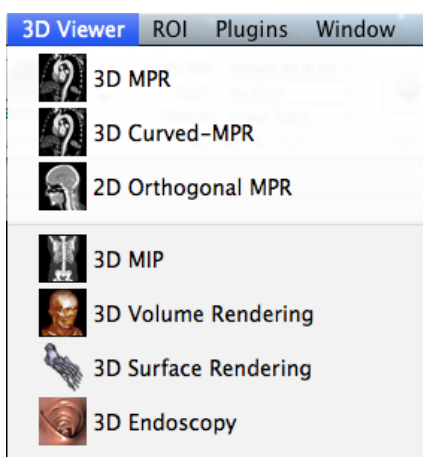 3D Viewer ROI Plugins Window
3D MPR
3D Curved-MPR
2D Orthogonal MPR
3D MIP
3D Volume Rendering
3D Surface Rendering
3D Endoscopy